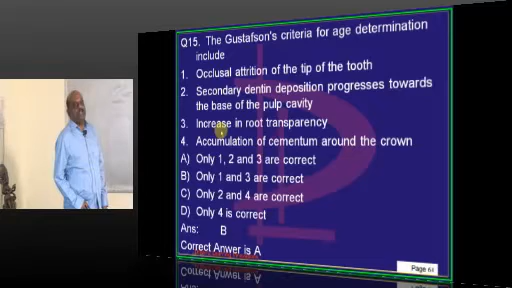 Q15. The Gustafson's criteria for age determination
include
1. Occlusal attrition of the tip of the tooth
2. Secondary dentin deposition progresses towards
the base of the pulp cavity
3. Increase in root transparency
4. Accumulation of cementum around the crown
A) Only 1, 2 and 3 are correct
B) Only 1 and 3 are correct
C) Only 2 and 4 are correct
D) Only 4 is correct
Ans: B
Correct Anwer is A
Page 64